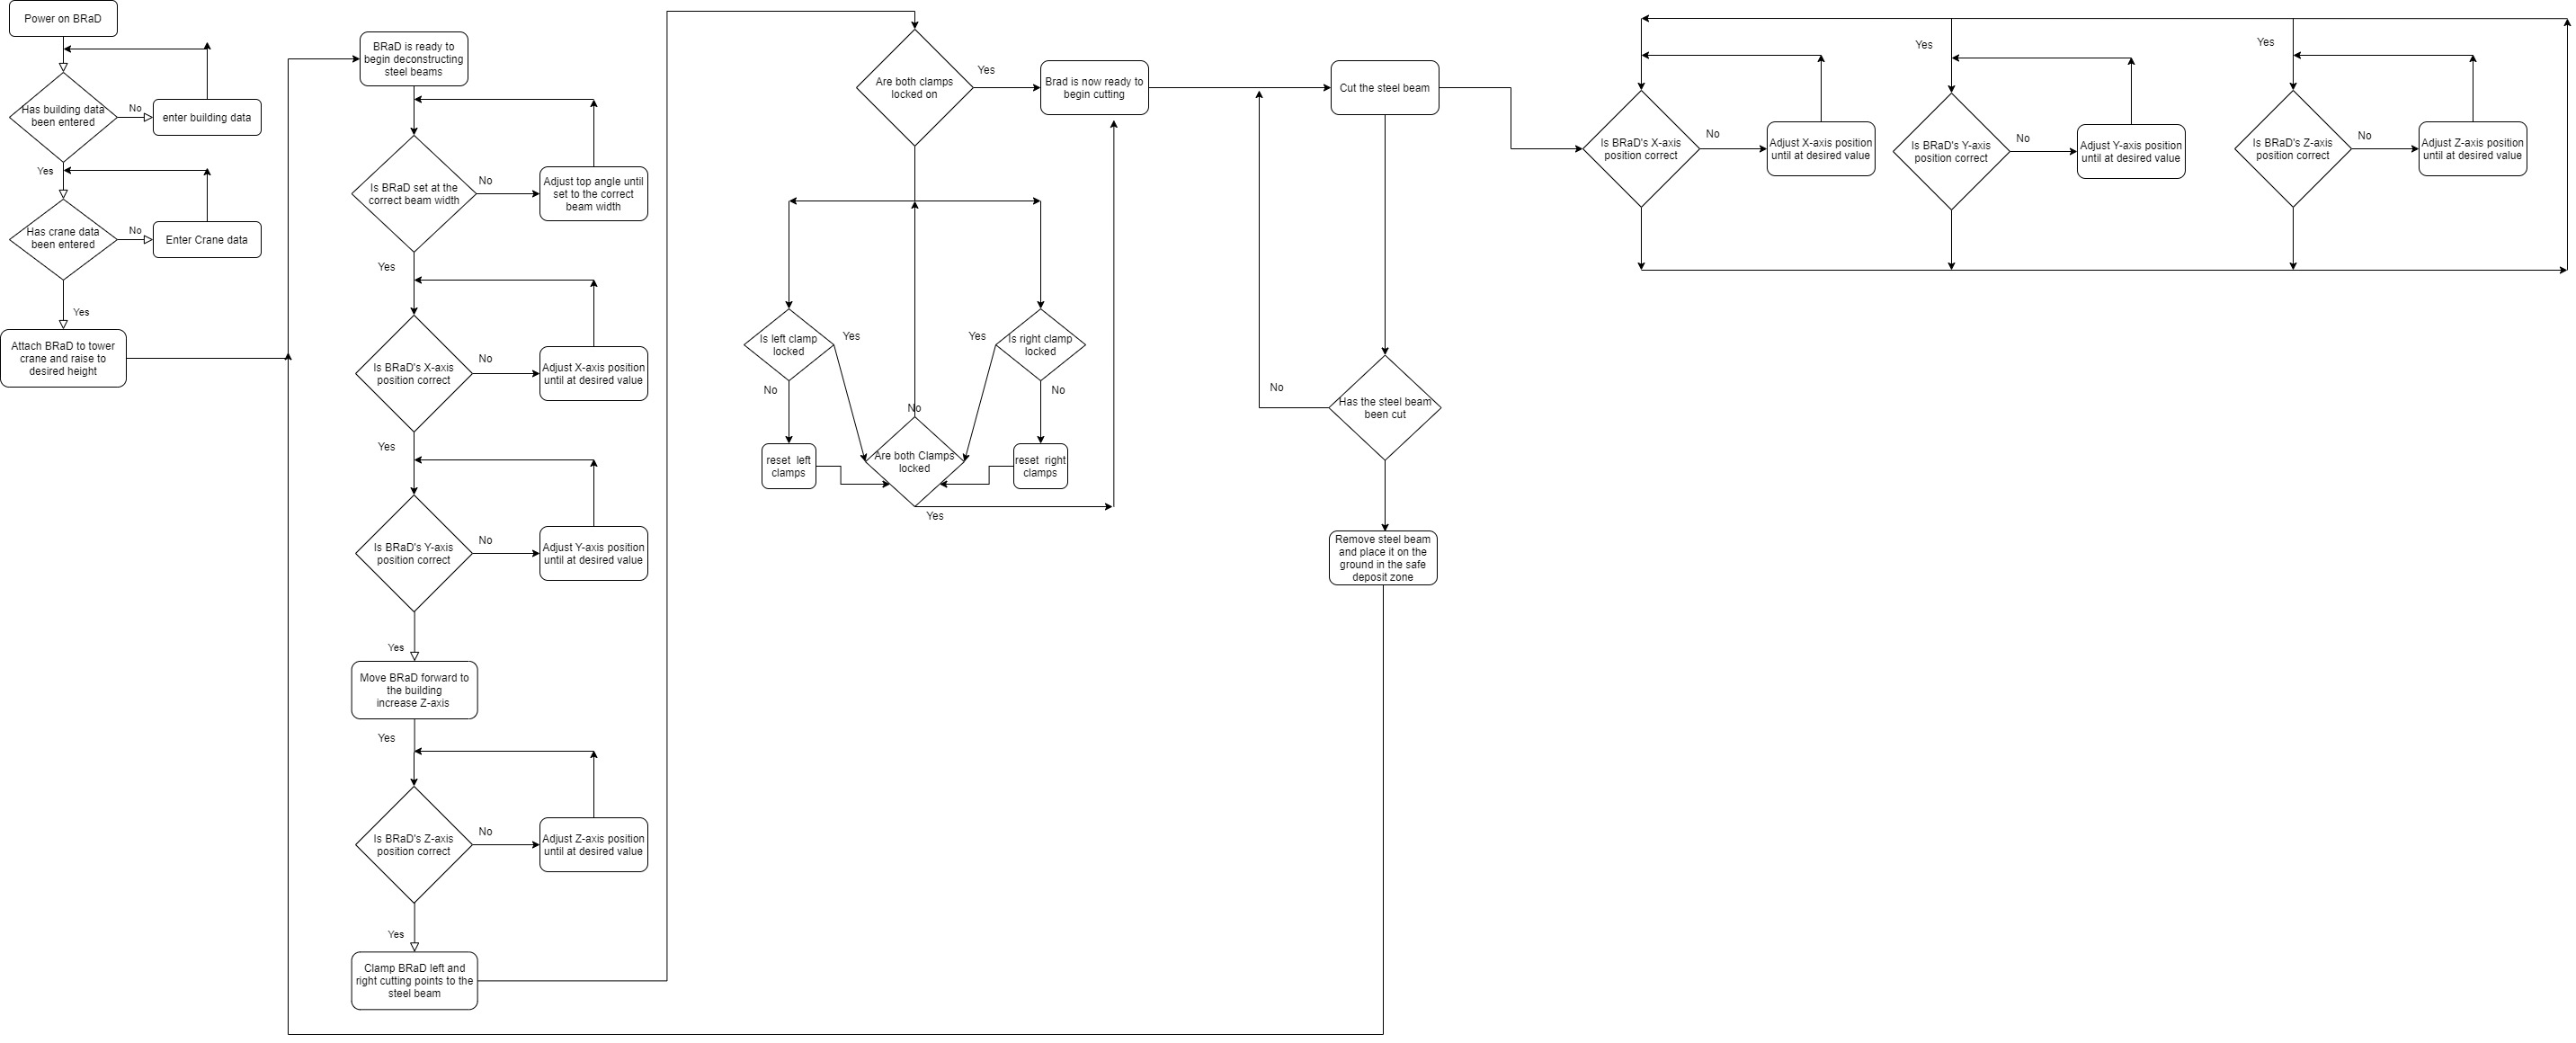 Power on BRaD
Has building data
been entered
No
enter building data
Yes
Has crane data
been entered
No
Enter Crane data
Yes
Attach BRaD to tower
crane and raise to
desired height
BRaD is ready to
begin deconstructing
steel beams
Is BRaD set at the
correct beam width
No
Adjust top angle until
set to the correct
beam width
Yes
Is BRaD's X-axis
position correct
No
Adjust X-axis position
until at desired value
Yes
Is BRaD's Y-axis
position correct
No
Adjust Y-axis position
until at desired value
Yes
Move BRaD forward to
the building
increase Z-axis
Yes
Is BRaD's Z-axis
position correct
No
Adjust Z-axis position
until at desired value
Yes
Clamp BRaD left and
right cutting points to the
steel beam
Are both clamps
locked on
Yes
Brad is now ready to
begin cutting
Is left clamp
locked
Yes
No
reset left
clamps
Yes
Is right clamp
locked
No
reset right
clamps
No
Are both Clamps
locked
Yes
Cut the steel beam
No
Has the steel beam
been cut
Remove steel beam
and place it on the
ground in the safe
deposit zone
Is BRaD's X-axis
position correct
No
Adjust X-axis position
until at desired value
Yes
Is BRaD's Y-axis
position correct
No
Adjust Y-axis position
until at desired value
Yes
Is BRaD's Z-axis
position correct
No
Adjust Z-axis position
until at desired value